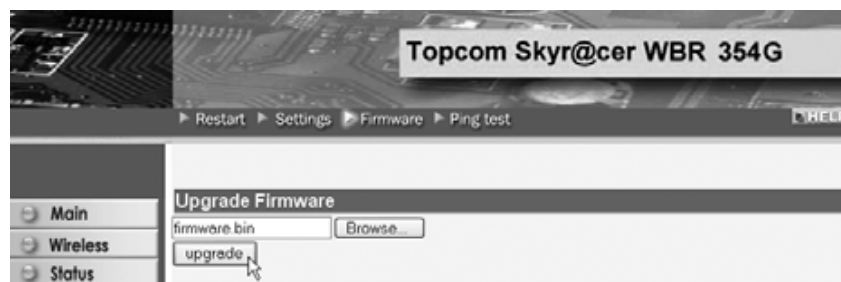 Topcom Skyr@cer WBR 354G
Restart Settings Firmware Ping test
Upgrade Firmware
firmware.bin Browse...
upgrade
Main
Wireless
Status